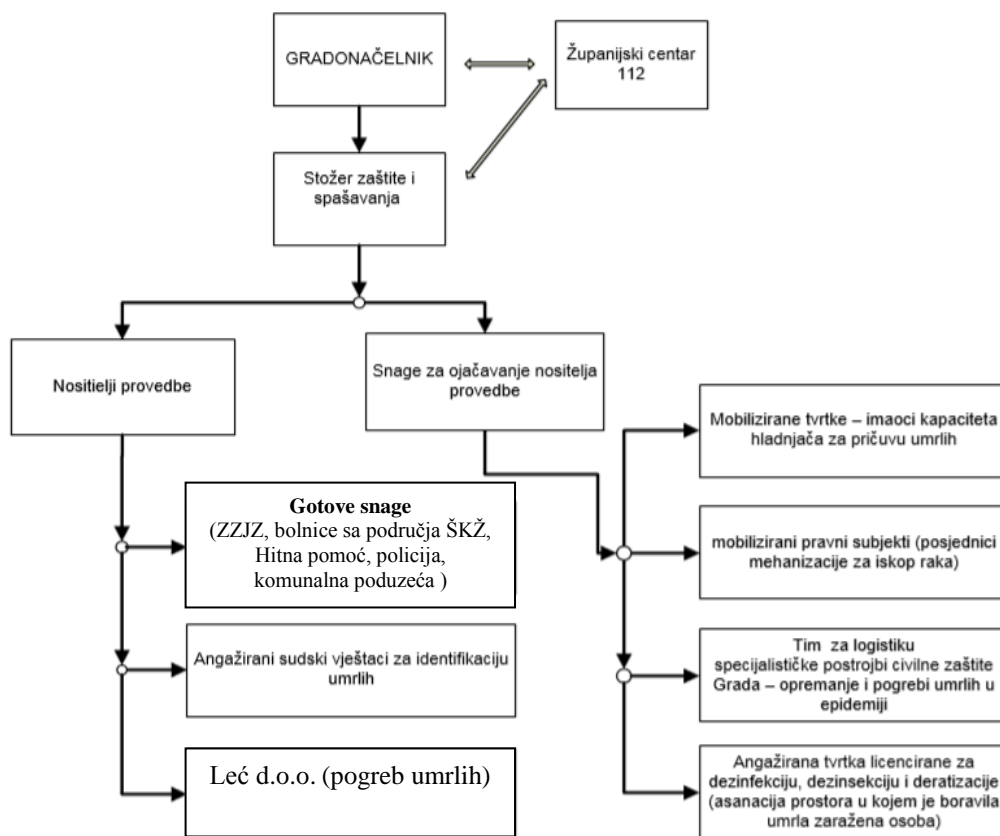 GRADONAČELNIK
Županijski centar
112
Stožer zaštite i
spašavanja
Nositielji provedbe
Snage za ojačavanje nositelja
provedbe
Gotove snage
(ZZJZ, bolnice sa područja ŠKŽ,
Hitna pomoć, policija,
komunalna poduzeća )
Angažirani sudski vještaci za identifikaciju
umrlih
Leć d.o.o. (pogreb umrlih)
Mobilizirane tvrtke – imaoci kapaciteta
hladnjača za pričuvu umrlih
mobilizirani pravni subjekti (posjednici
mehanizacije za iskop raka)
Tim za logistiku
specijalističke postrojbi civilne zaštite
Grada – opremanje i pogrebi umrlih u
epidemiji
Angažirana tvrtka licencirane za
dezinfekciju, dezinsekciju i deratizacije
(asanacija prostora u kojem je boravila
umrla zaražena osoba)